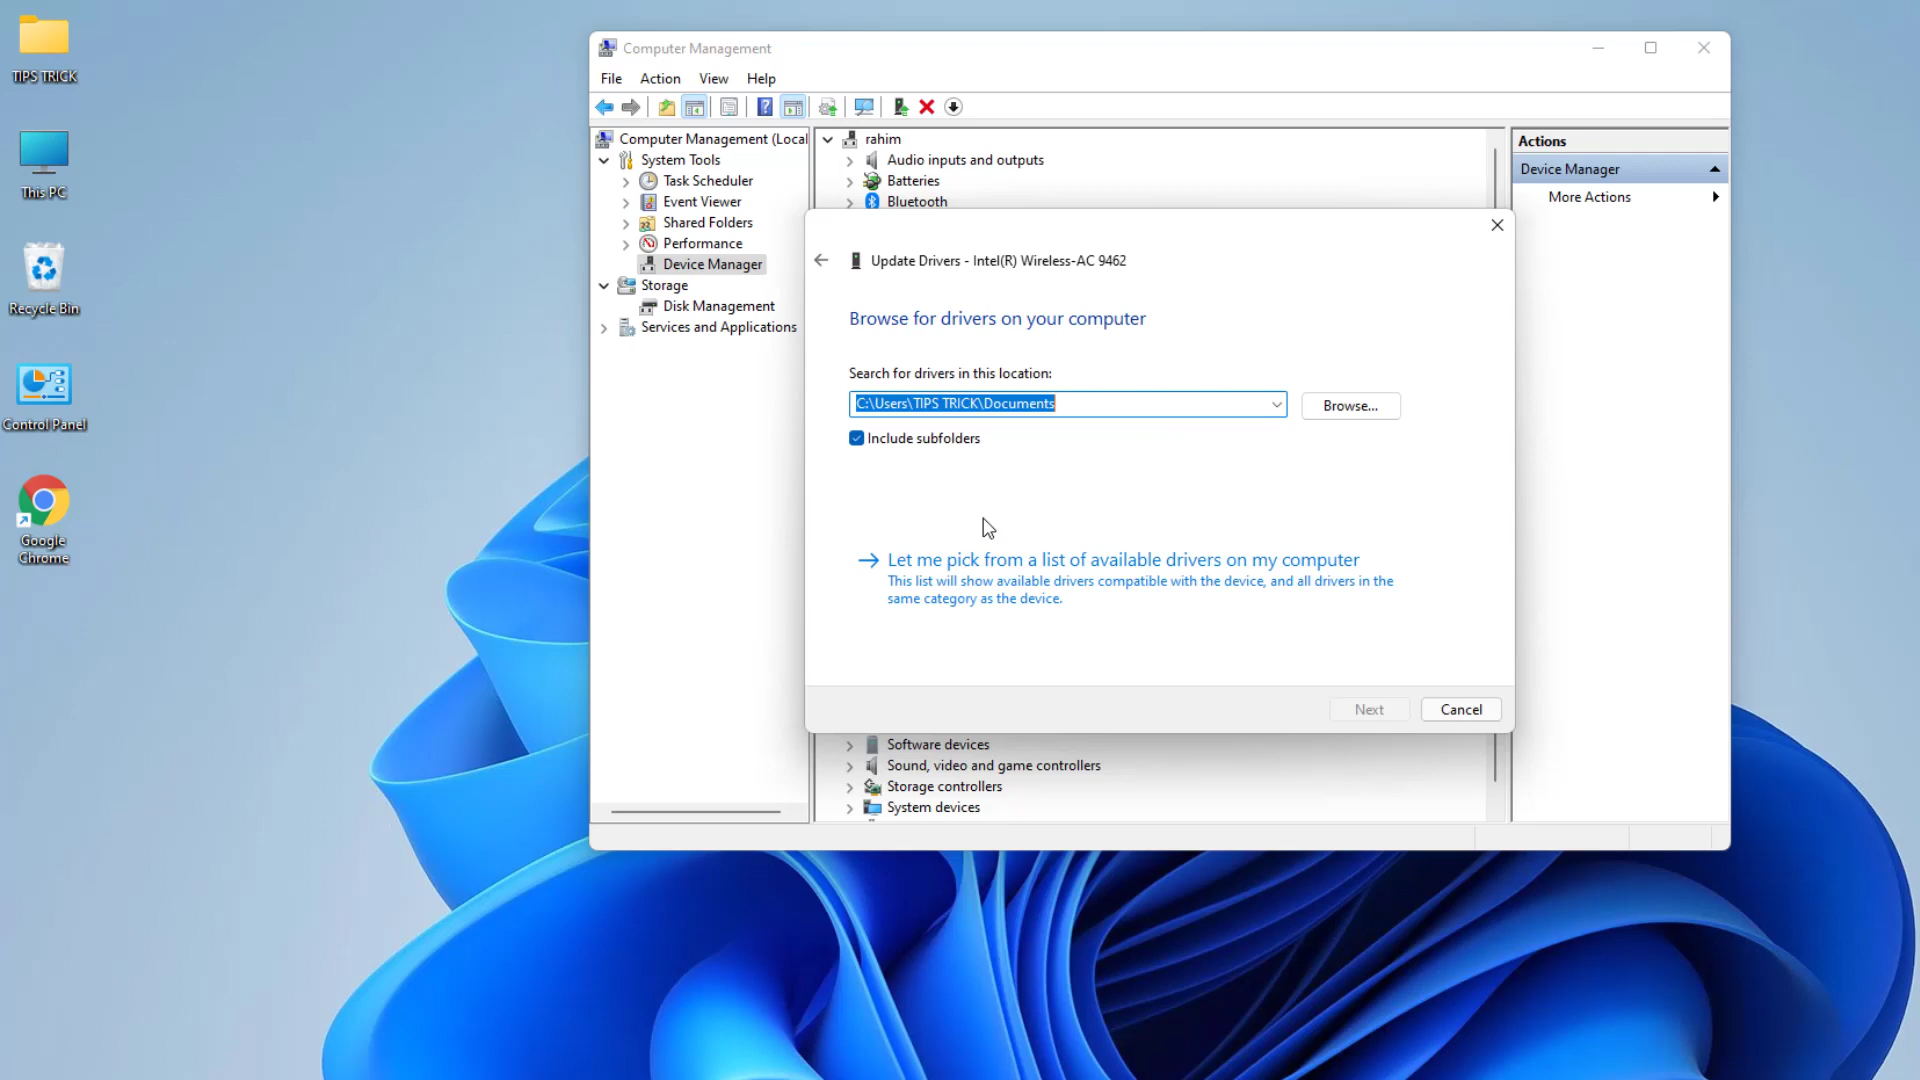 TIPS TRICK
This PC
Recycle Bin
Control Panel
Google
Chrome
Computer Management
File Action View Help
Computer Management (Local
System Tools
Task Scheduler
Event Viewer
Shared Folders
Performance
Device Manager
Storage
Disk Management
Services and Applications
rahim
Audio inputs and outputs
Batteries
Bluetooth
Actions
Device Manager
More Actions
Update Drivers - Intel(R) Wireless-AC 9462
Browse for drivers on your computer
Search for drivers in this location:
C:\Users\TIPS TRICK\Documents
Browse...
Include subfolders
Let me pick from a list of available drivers on my computer
This list will show available drivers compatible with the device, and all drivers in the
same category as the device.
Next
Cancel
Software devices
Sound, video and game controllers
Storage controllers
System devices